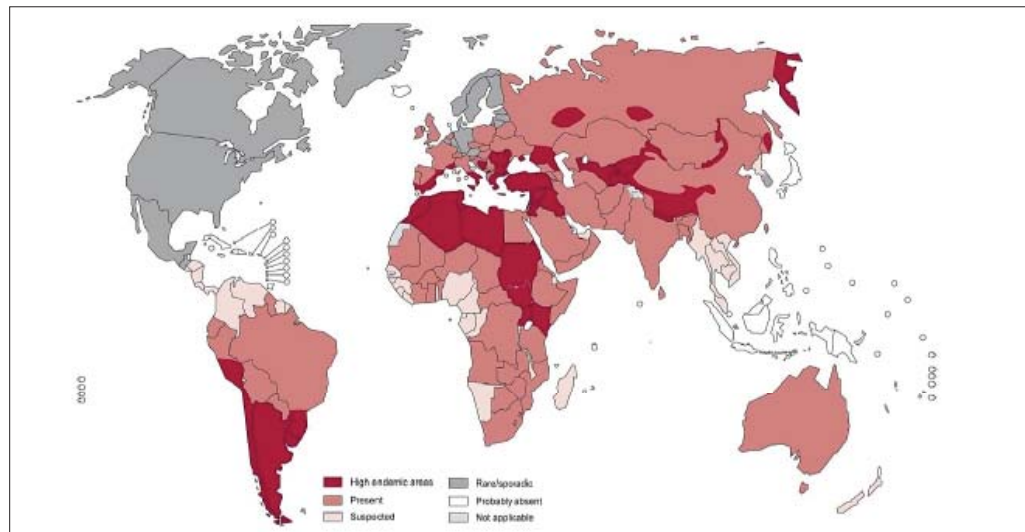 High endemic areas
Present
Suspected
Rare/sporadic
Probably absent
Not applicable